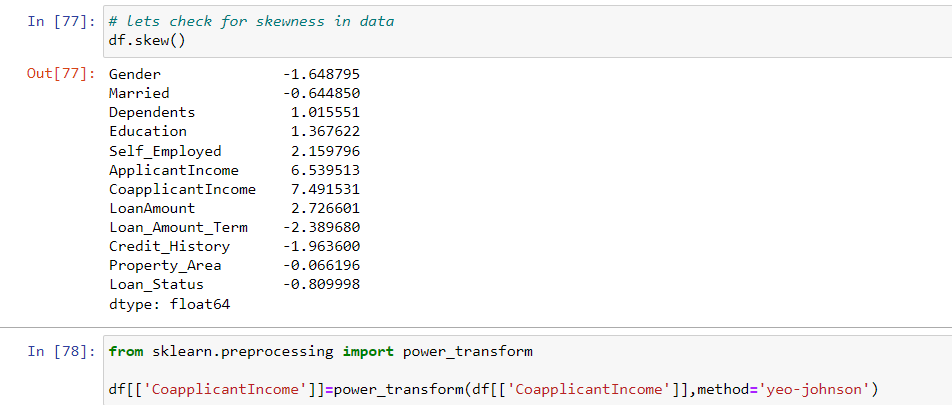 In [77]: # lets check for skewness in data
df.skew()
Out[77]: Gender -1.648795
Married -0.644850
Dependents 1.015551
Education 1.367622
Self_Employed 2.159796
ApplicantIncome 6.539513
CoapplicantIncome 7.491531
LoanAmount 2.726601
Loan_Amount_Term -2.389680
Credit_History -1.963600
Property_Area -0.066196
Loan_Status -0.809998
dtype: float64
In [78]: from sklearn.preprocessing import power_transform
df[['CoapplicantIncome']]=power_transform(df[['CoapplicantIncome']],method='yeo-johnson')